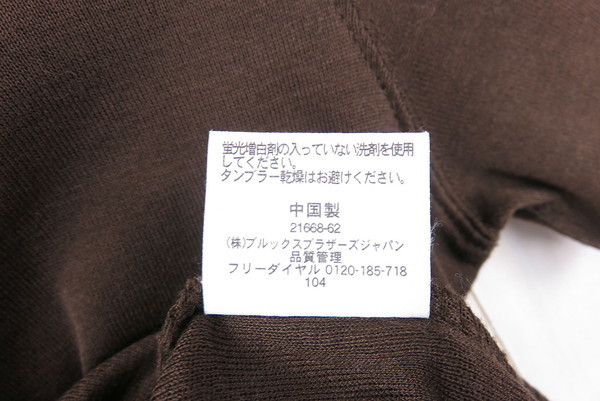 蛍光増白剤の入っていない洗剤を使用
してください。
タンブラー乾燥はお避けください。
中国製
21668-62
(株)ブルックスブラザーズジャパン
品質管理
フリーダイヤル 0120-185-718
104